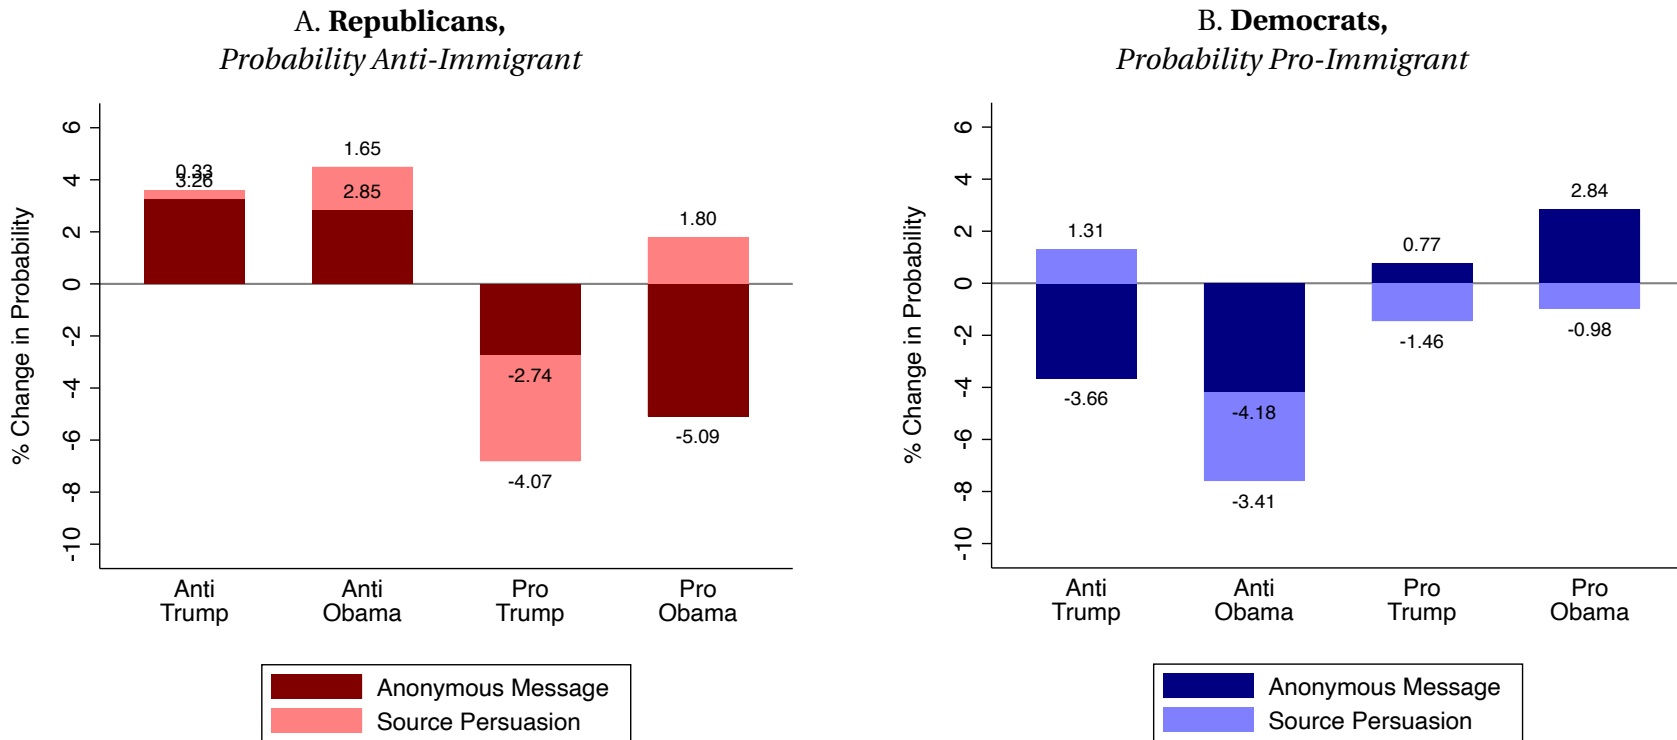 A. Republicans,
Probability Anti-Immigrant
% Change in Probability
6
4
2
0
-2
-4
-6
-8
-10
0.33
3.26
1.65
2.85
-2.74
-4.07
1.80
-5.09
Anti
Trump
Anti
Obama
Pro
Trump
Pro
Obama
Anonymous Message
Source Persuasion
B. Democrats,
Probability Pro-Immigrant
% Change in Probability
6
4
2
0
-2
-4
-6
-8
-10
1.31
-3.66
-4.18
-3.41
0.77
-1.46
2.84
-0.98
Anti
Trump
Anti
Obama
Pro
Trump
Pro
Obama
Anonymous Message
Source Persuasion